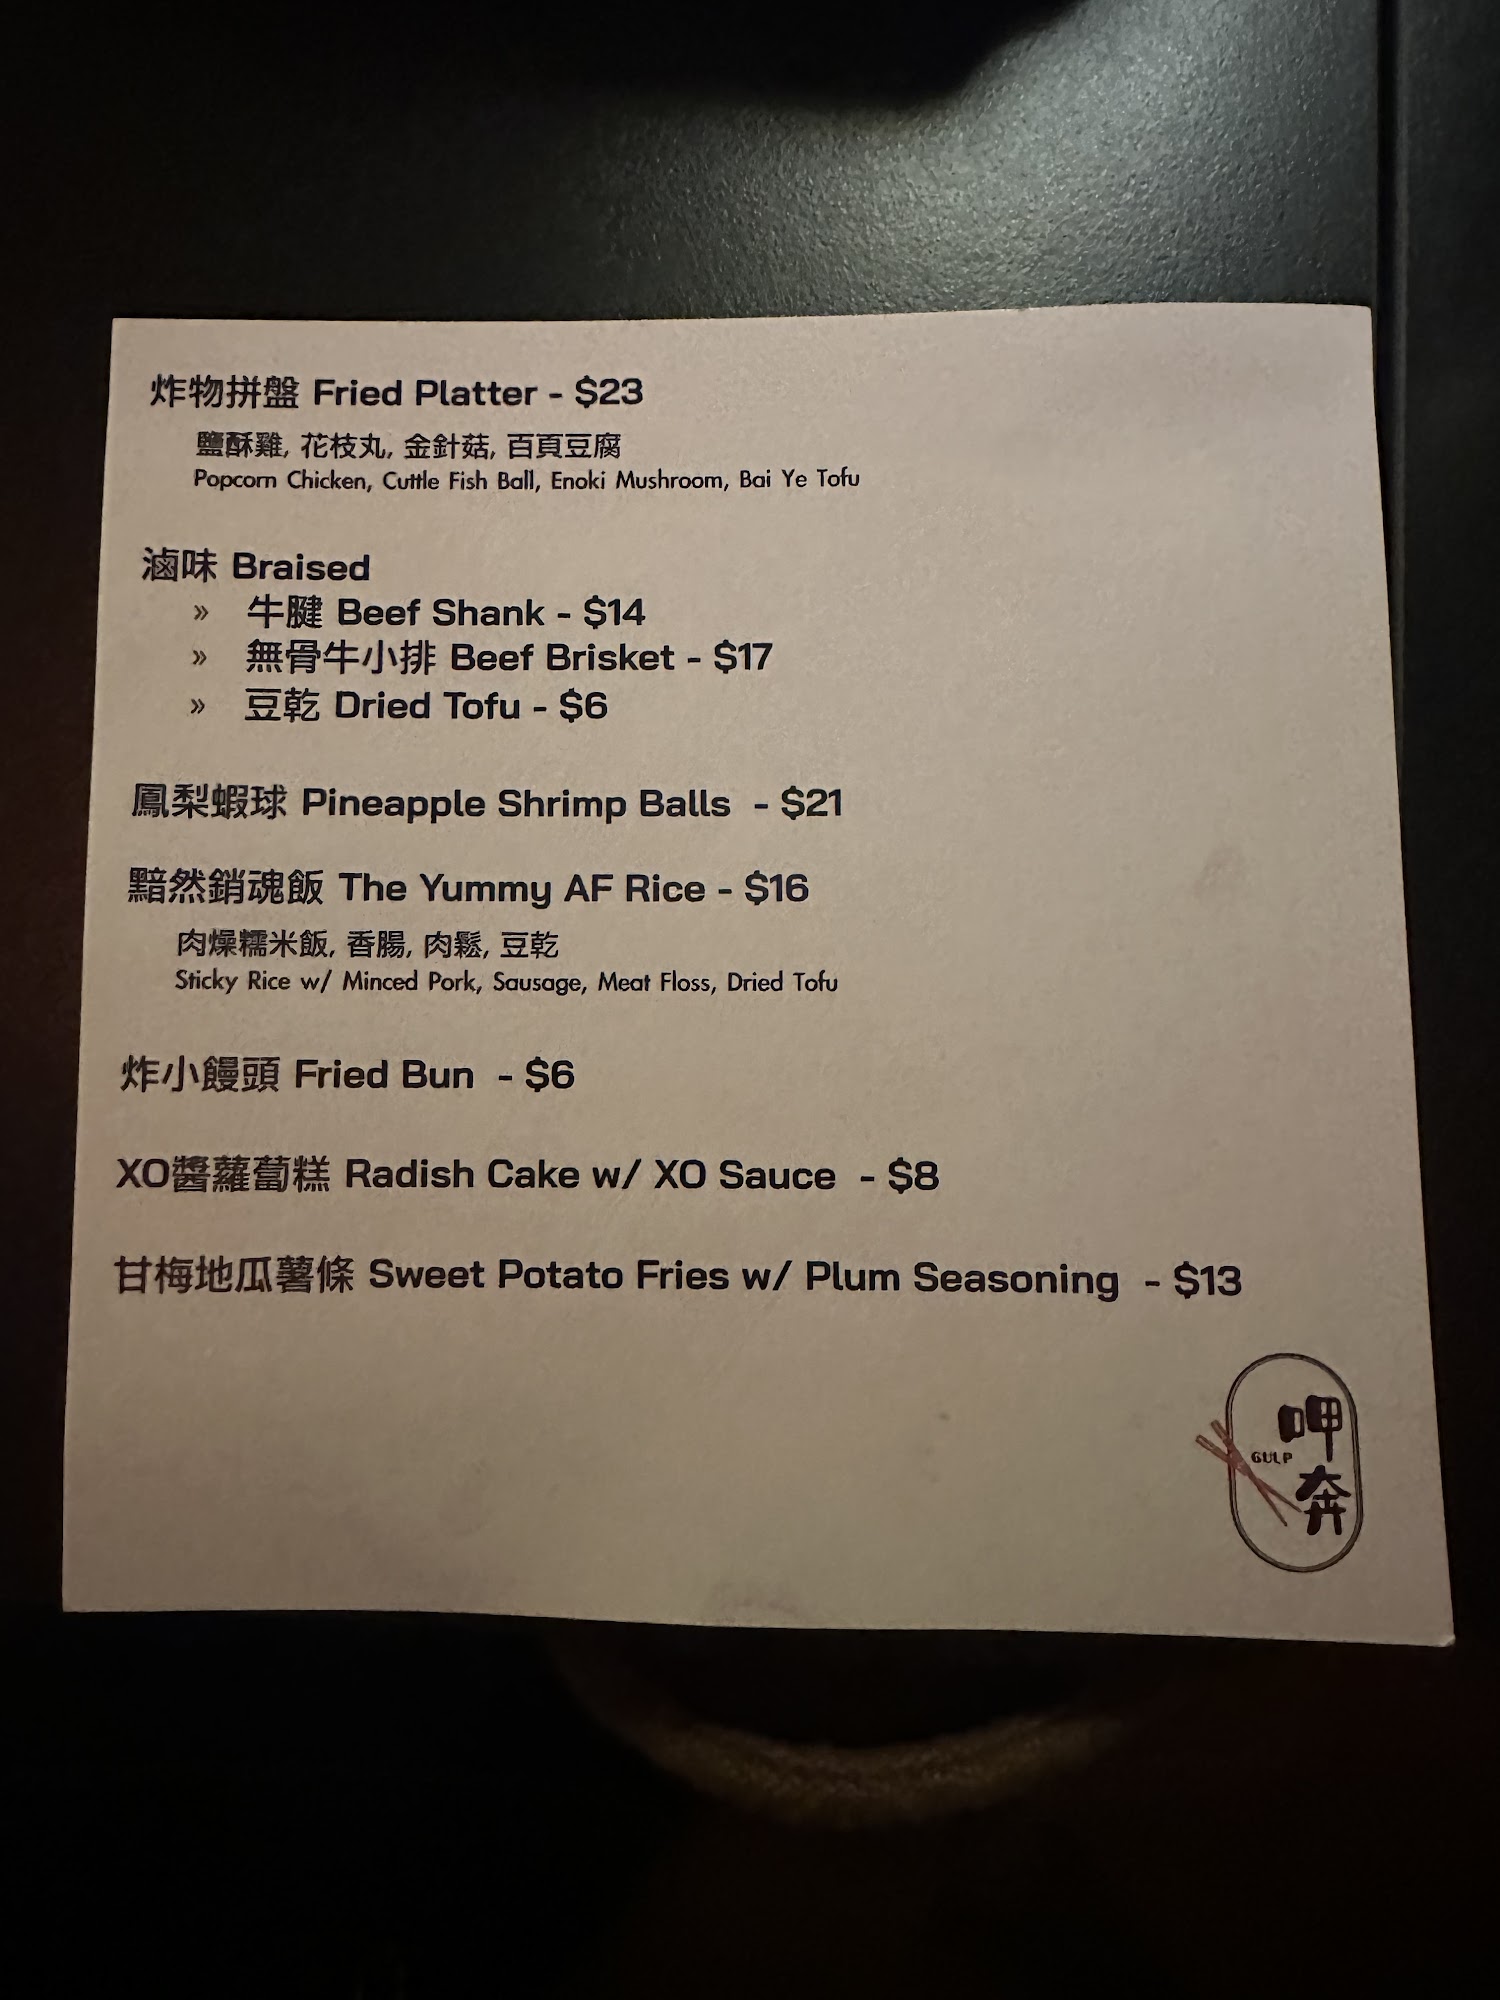 炸物拼盤 Fried Platter - $23
鹽酥雞, 花枝丸, 金針菇, 百頁豆腐
Popcorn Chicken, Cuttle Fish Ball, Enoki Mushroom, Bai Ye Tofu
滷味 Braised
» 牛腱 Beef Shank - $14
» 無骨牛小排 Beef Brisket - $17
» 豆乾 Dried Tofu - $6
鳳梨蝦球 Pineapple Shrimp Balls - $21
黯然銷魂飯 The Yummy AF Rice - $16
肉燥糯米飯, 香腸, 肉鬆, 豆乾
Sticky Rice w/ Minced Pork, Sausage, Meat Floss, Dried Tofu
炸小饅頭 Fried Bun - $6
XO醬蘿蔔糕 Radish Cake w/ XO Sauce - $8
甘梅地瓜薯條 Sweet Potato Fries w/ Plum Seasoning - $13
呷奔
GULP